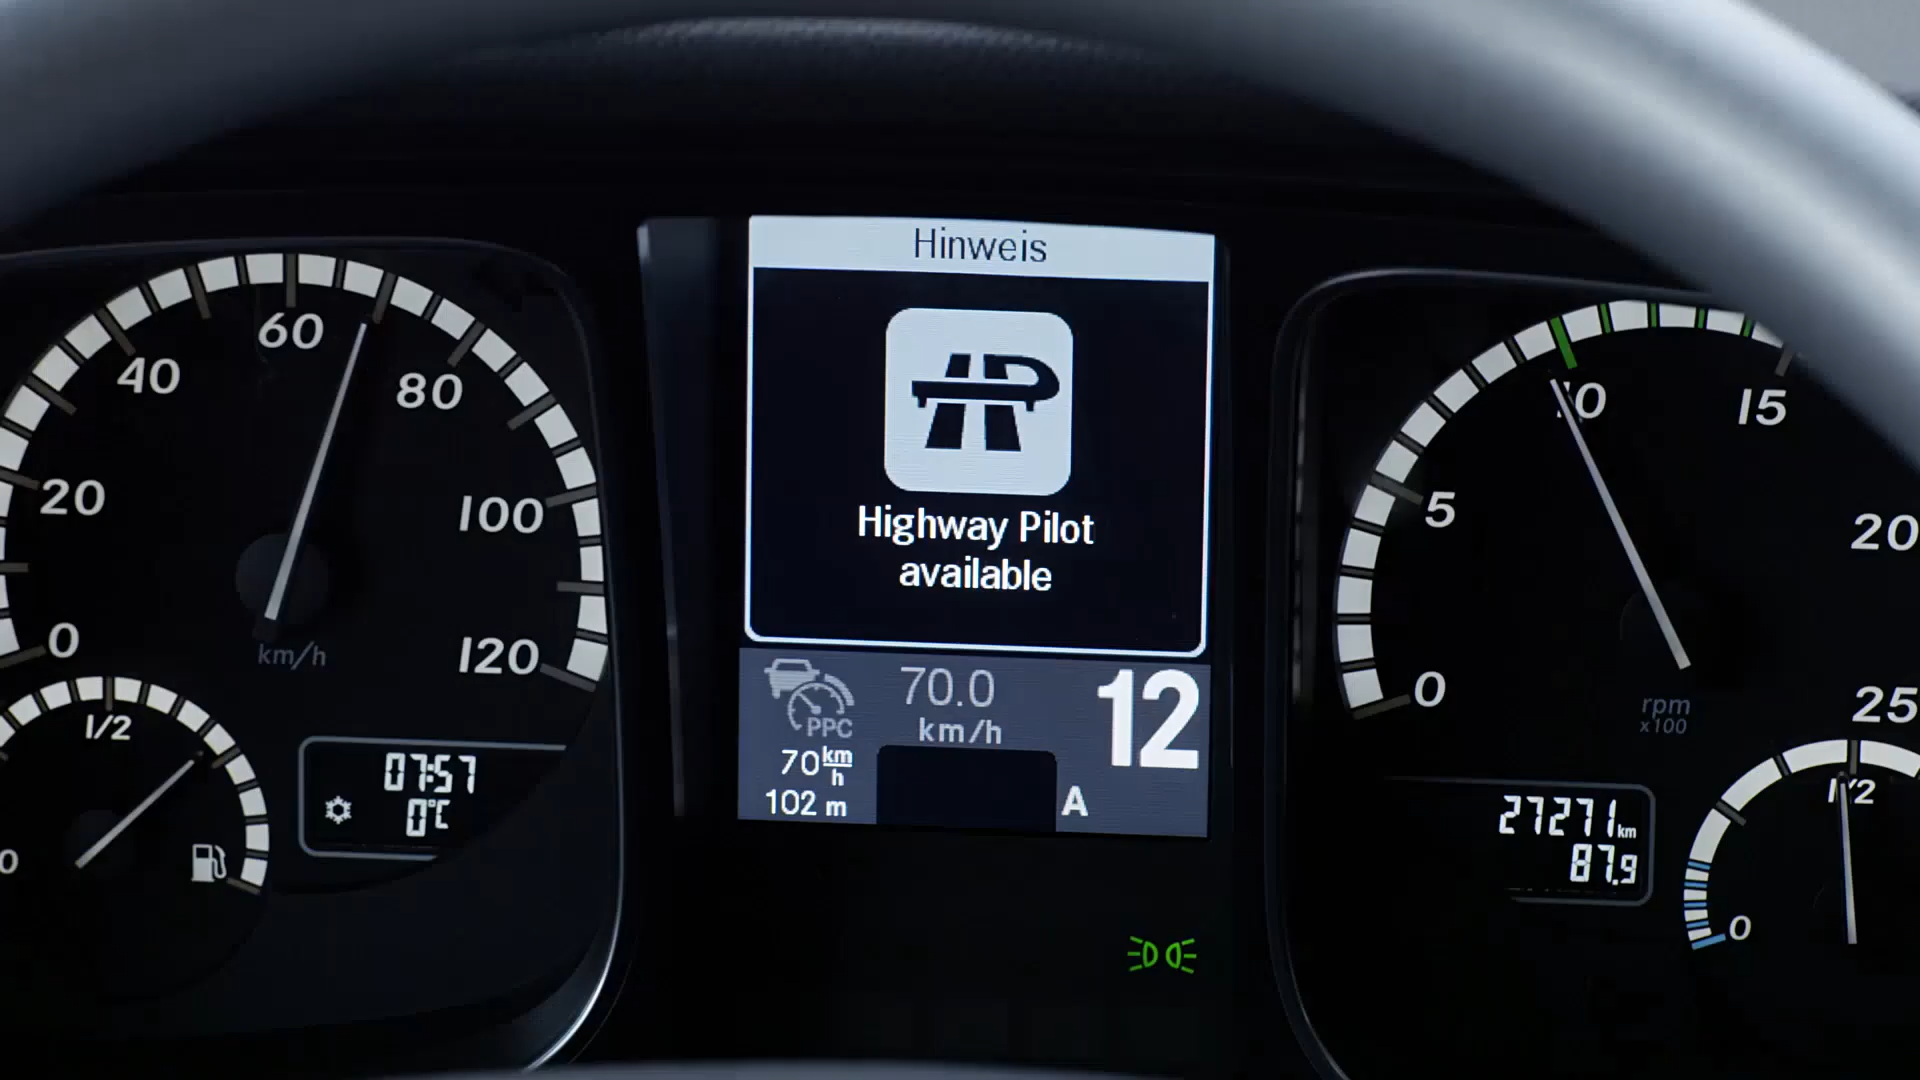 Hinweis
Highway Pilot
available
PPC
70.0
km/h
70 km/h
102 m
12
A
0
20
40
60
80
100
120
km/h
0
1/2
07:57
0°C
0
5
10
15
20
25
rpm
x100
27271 km
87.9
0
1/2